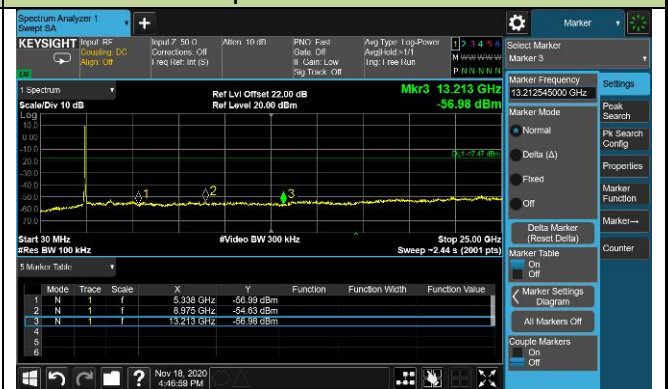 Spectrum Analyzer 1
Swept SA
+
Marker
KEYSIGHT Input: RF
Coupling: DC
Align: Off
Input Z: 50 Ω
Corrections: Off
Freq Ref: Int (S)
Atten: 10 dB
PNO: Fast
Gate: Off
IF Gain: Low
Sig Track: Off
Avg Type: Log-Power
Avg|Hold:>1/1
Trig: Free Run
1 2 3 4 5 6
M W W W W W
P N N N N N
Select Marker
Marker 3
1 Spectrum
Scale/Div 10 dB
Log
Ref Lvl Offset 22.00 dB
Ref Level 20.00 dBm
Mkr3 13.213 GHz
-56.98 dBm
10.0
0.00
-10.0
-20.0
-30.0
-40.0
-50.0
-60.0
-70.0
DL1 -17.47 dBm
1
2
3
Start 30 MHz
#Res BW 100 kHz
#Video BW 300 kHz
Stop 25.00 GHz
Sweep ~2.44 s (2001 pts)
5 Marker Table
Mode Trace Scale X Y Function Function Width Function Value
1 N 1 f 5.338 GHz -56.99 dBm
2 N 1 f 8.975 GHz -54.63 dBm
3 N 1 f 13.213 GHz -56.98 dBm
4
5
6
Marker Frequency
13.212545000 GHz
Marker Mode
Normal
Delta (Δ)
Fixed
Off
Delta Marker
(Reset Delta)
Marker Table
On
Off
Marker Settings
Diagram
All Markers Off
Couple Markers
On
Off
Settings
Peak
Search
Pk Search
Config
Properties
Marker
Function
Marker→
Counter
?
Nov 18, 2020
4:46:59 PM